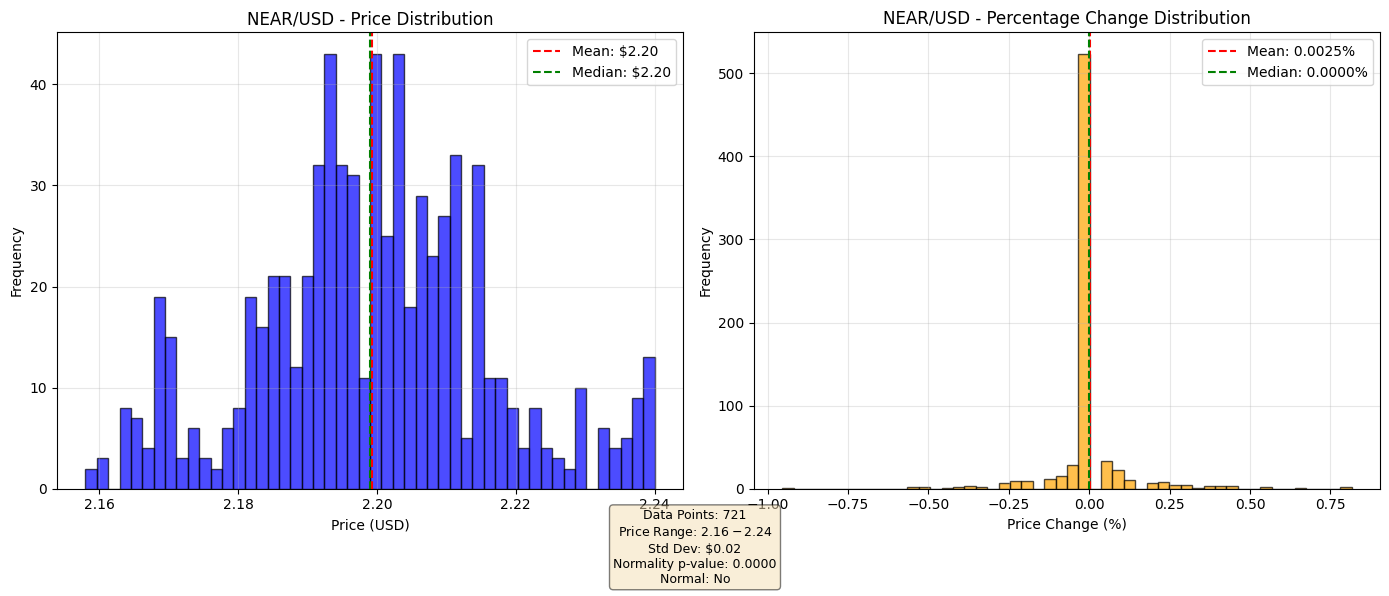 NEAR/USD - Price Distribution
Mean: $2.20
Median: $2.20
Frequency
40
30
20
10
0
2.16
2.18
2.20
2.22
2.24
Price (USD)
NEAR/USD - Percentage Change Distribution
Mean: 0.0025%
Median: 0.0000%
Frequency
500
400
300
200
100
0
−1.00
−0.75
−0.50
−0.25
0.00
0.25
0.50
0.75
Price Change (%)
Data Points: 721
Price Range: 2.16 − 2.24
Std Dev: $0.02
Normality p-value: 0.0000
Normal: No